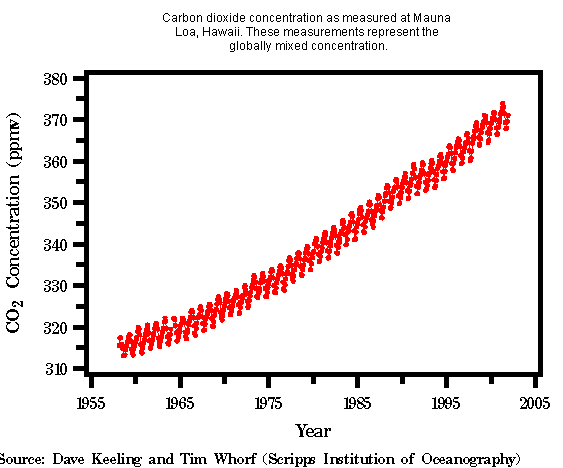 Carbon dioxide concentration as measured at Mauna
Loa, Hawaii. These measurements represent the
globally mixed concentration.
380
370
360
350
340
330
320
310
CO2 Concentration (ppmv)
1955 1965 1975 1985 1995 2005
Year
Source: Dave Keeling and Tim Whorf (Scripps Institution of Oceanography)